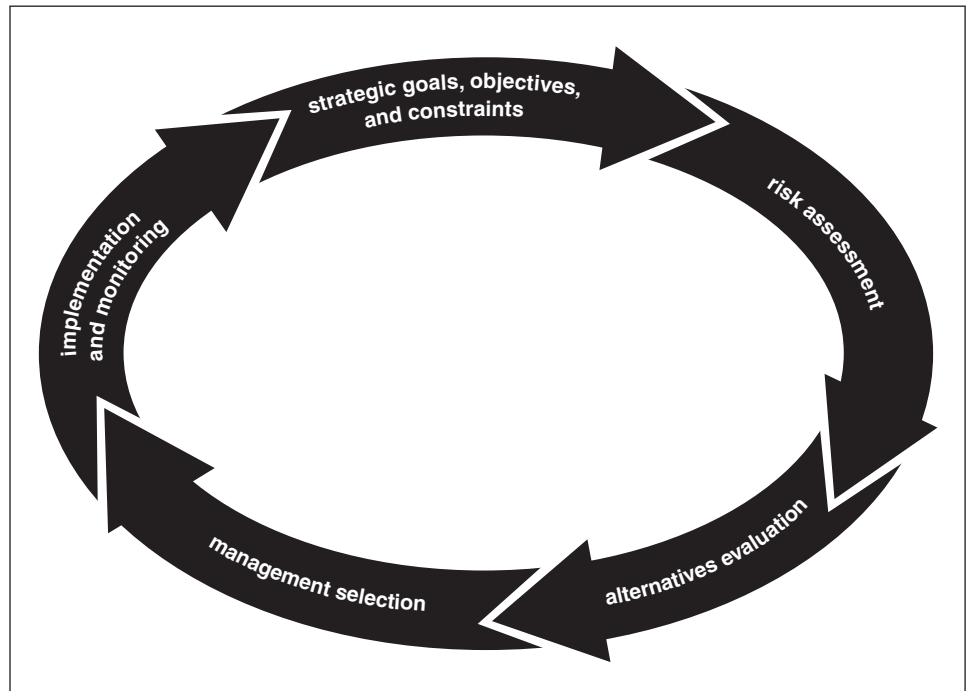 strategic goals, objectives,
and constraints
risk assessment
alternatives evaluation
management selection
implementation
and monitoring